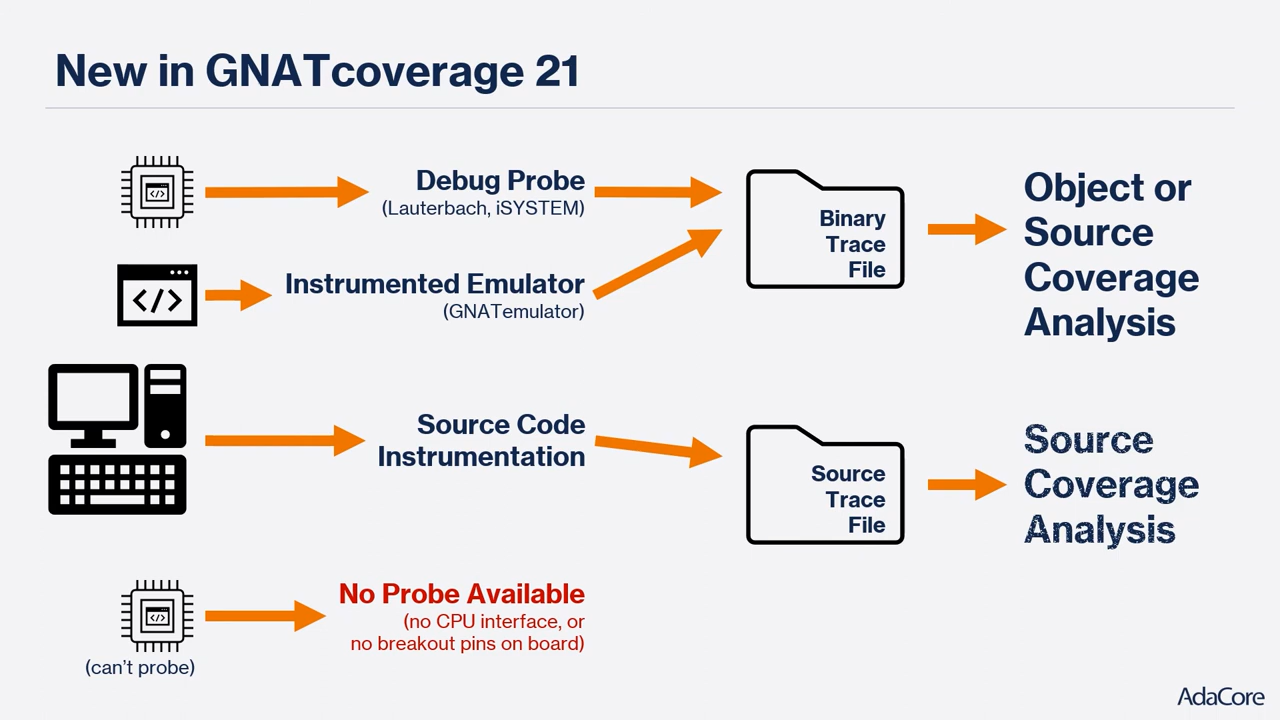 New in GNATcoverage 21
Debug Probe
(Lauterbach, iSYSTEM)
Instrumented Emulator
(GNATemulator)
Binary
Trace
File
Object or
Source
Coverage
Analysis
Source Code
Instrumentation
Source
Trace
File
Source
Coverage
Analysis
No Probe Available
(no CPU interface, or
no breakout pins on board)
(can't probe)
AdaCore